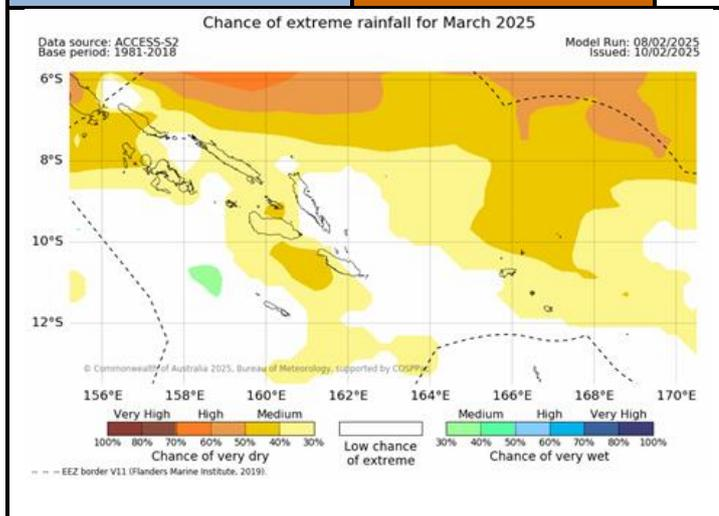 Chance of extreme rainfall for March 2025
Data source: ACCESS-S2
Base period: 1981-2018
Model Run: 08/02/2025
Issued: 10/02/2025
6°S
8°S
10°S
12°S
© Commonwealth of Australia 2025, Bureau of Meteorology, supported by COSPPac
156°E 158°E 160°E 162°E 164°E 166°E 168°E 170°E
Very High High Medium
100% 80% 70% 60% 50% 40% 30%
Chance of very dry
Low chance
of extreme
Medium High Very High
30% 40% 50% 60% 70% 80% 100%
Chance of very wet
EEZ border V11 (Flanders Marine Institute, 2019).